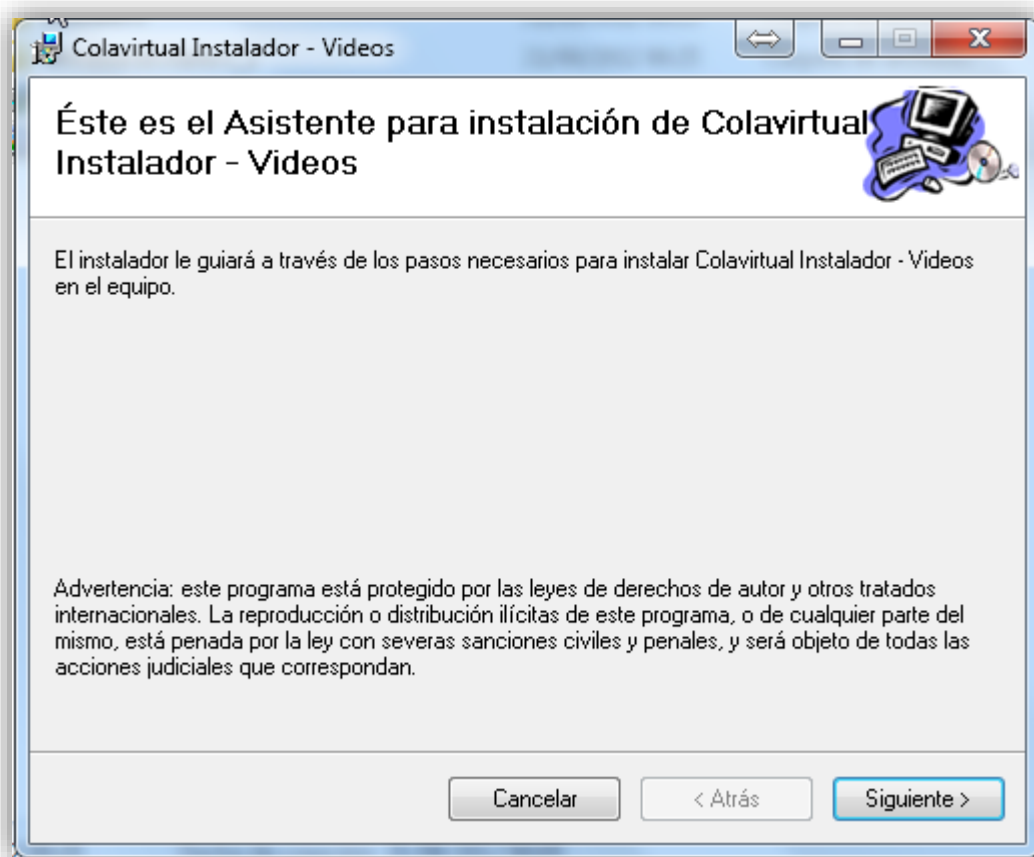 Colavirtual Instalador - Videos
Éste es el Asistente para instalación de Colavirtual
Instalador - Videos
El instalador le guiará a través de los pasos necesarios para instalar Colavirtual Instalador - Videos
en el equipo.
Advertencia: este programa está protegido por las leyes de derechos de autor y otros tratados
internacionales. La reproducción o distribución ilícitas de este programa, o de cualquier parte del
mismo, está penada por la ley con severas sanciones civiles y penales, y será objeto de todas las
acciones judiciales que correspondan.
Cancelar < Atrás Siguiente >